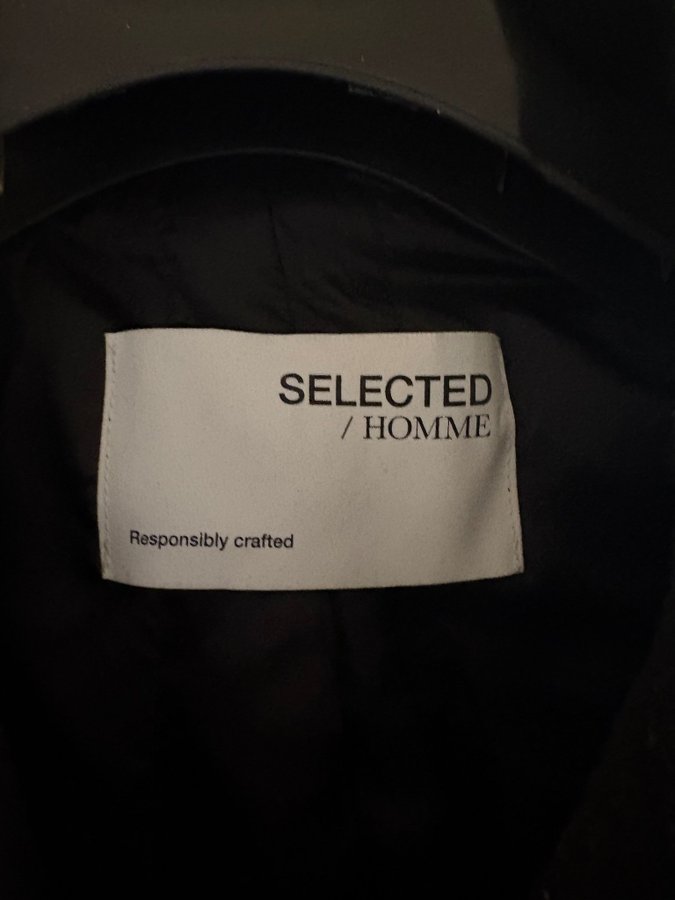 SELECTED
/ HOMME
Responsibly crafted